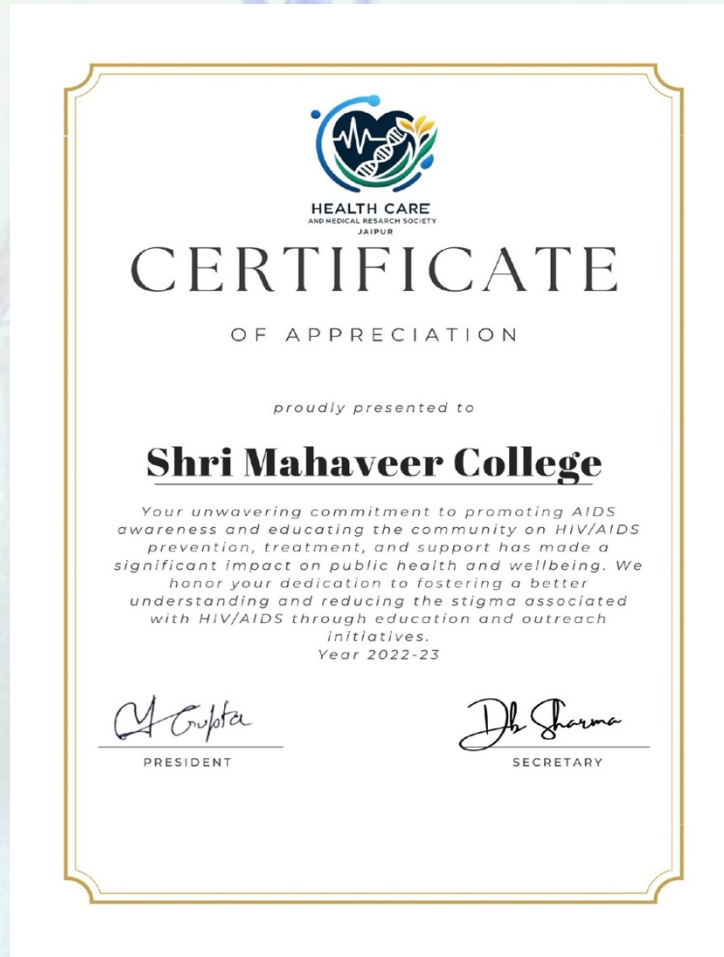 HEALTH CARE
AND MEDICAL RESARCH SOCIETY
JAIPUR
CERTIFICATE
OF APPRECIATION
proudly presented to
Shri Mahaveer College
Your unwavering commitment to promoting AIDS
awareness and educating the community on HIV/AIDS
prevention, treatment, and support has made a
significant impact on public health and wellbeing. We
honor your dedication to fostering a better
understanding and reducing the stigma associated
with HIV/AIDS through education and outreach
initiatives.
Year 2022-23
Gupta
Db Sharma
PRESIDENT
SECRETARY